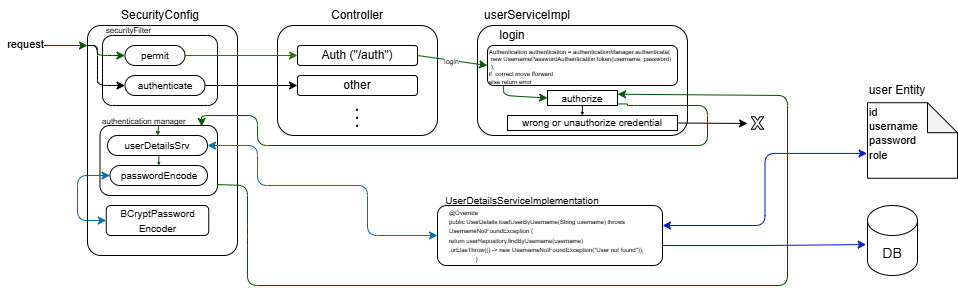 SecurityConfig
Controller
userServiceImpl
request
securityFilter
permit
authenticate
Auth ("/auth")
other
login
login
Authentication authentication = authenticationManager.authenticate(
new UsernamePasswordAuthenticationToken(username, password)
);
if correct move fforward
else return error
authorize
wrong or unauthorize credential
X
authentication manager
userDetailsSrv
passwordEncode
BCryptPassword
Encoder
UserDetailsServiceImplementation
@Override
public UserDetails loadUserByUsername(String username) throws
UsernameNotFoundException {
return userRepository.findByUsername(username)
.orElseThrow(() -> new UsernameNotFoundException("User not found"));
}
user Entity
id
username
password
role
DB